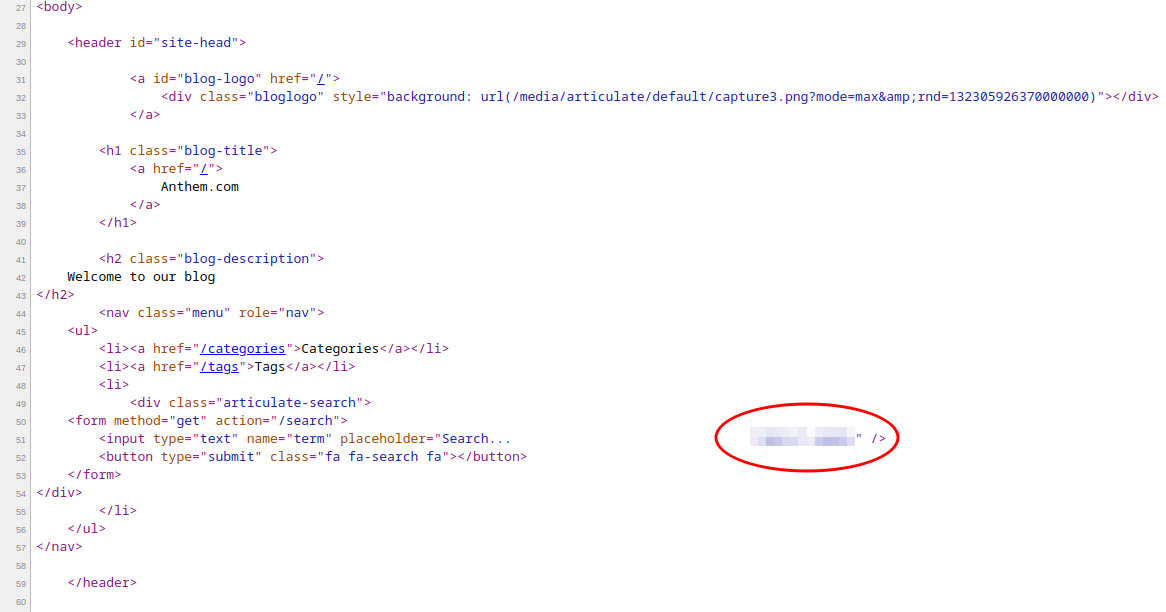 27 <body>
28
29 <header id="site-head">
30
31 <a id="blog-logo" href="/">
32 <div class="bloglogo" style="background: url(/media/articulate/default/capture3.png?mode=max&amp;rnd=132305926370000000)"></div>
33 </a>
34
35 <h1 class="blog-title">
36 <a href="/">
37 Anthem.com
38 </a>
39 </h1>
40
41 <h2 class="blog-description">
42 Welcome to our blog
43 </h2>
44 <nav class="menu" role="nav">
45 <ul>
46 <li><a href="/categories">Categories</a></li>
47 <li><a href="/tags">Tags</a></li>
48 <li>
49 <div class="articulate-search">
50 <form method="get" action="/search">
51 <input type="text" name="term" placeholder="Search... " />
52 <button type="submit" class="fa fa-search fa"></button>
53 </form>
54 </div>
55 </li>
56 </ul>
57 </nav>
58
59 </header>
60